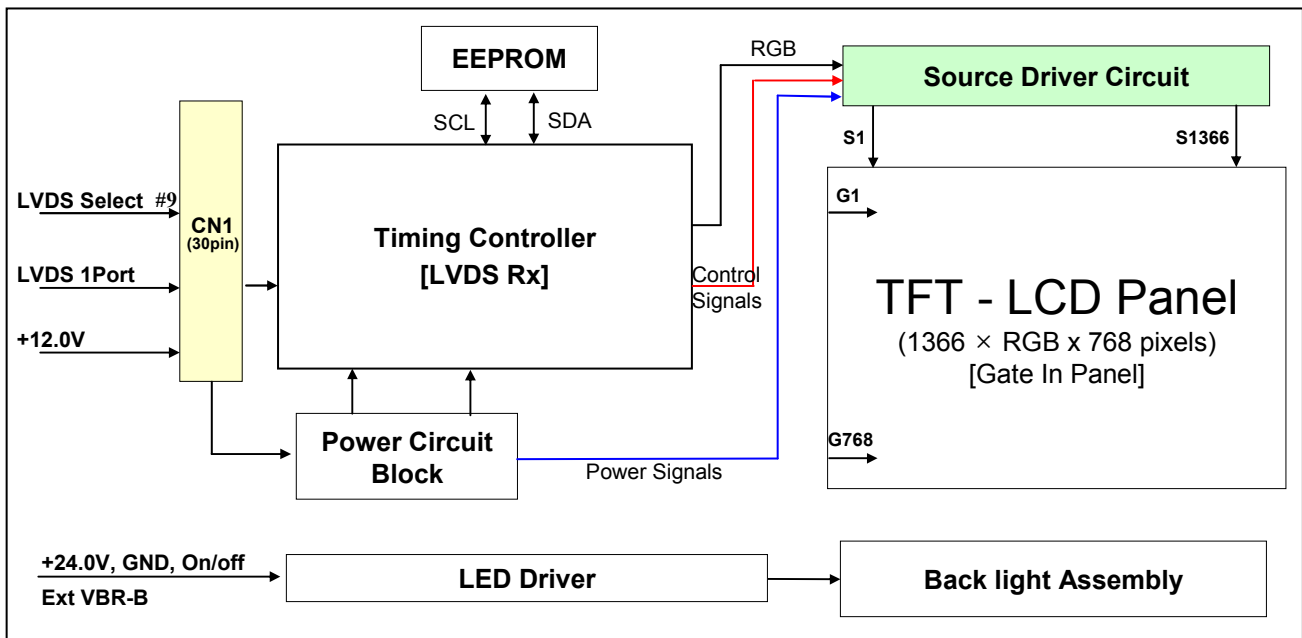 EEPROM
SCL
SDA
RGB
Source Driver Circuit
S1
S1366
LVDS Select #9
LVDS 1Port
+12.0V
CN1
(30pin)
Timing Controller
[LVDS Rx]
Control
Signals
G1
TFT - LCD Panel
(1366 × RGB x 768 pixels)
[Gate In Panel]
G768
Power Circuit
Block
Power Signals
+24.0V, GND, On/off
Ext VBR-B
LED Driver
Back light Assembly